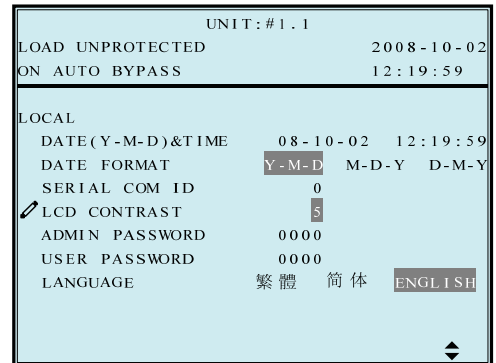 UNIT:#1.1
LOAD UNPROTECTED 2008-10-02
ON AUTO BYPASS 12:19:59
LOCAL
DATE(Y-M-D)&TIME 08-10-02 12:19:59
DATE FORMAT Y-M-D M-D-Y D-M-Y
SERIAL COM ID 0
LCD CONTRAST 5
ADMIN PASSWORD 0000
USER PASSWORD 0000
LANGUAGE 繁體 简体 ENGLISH